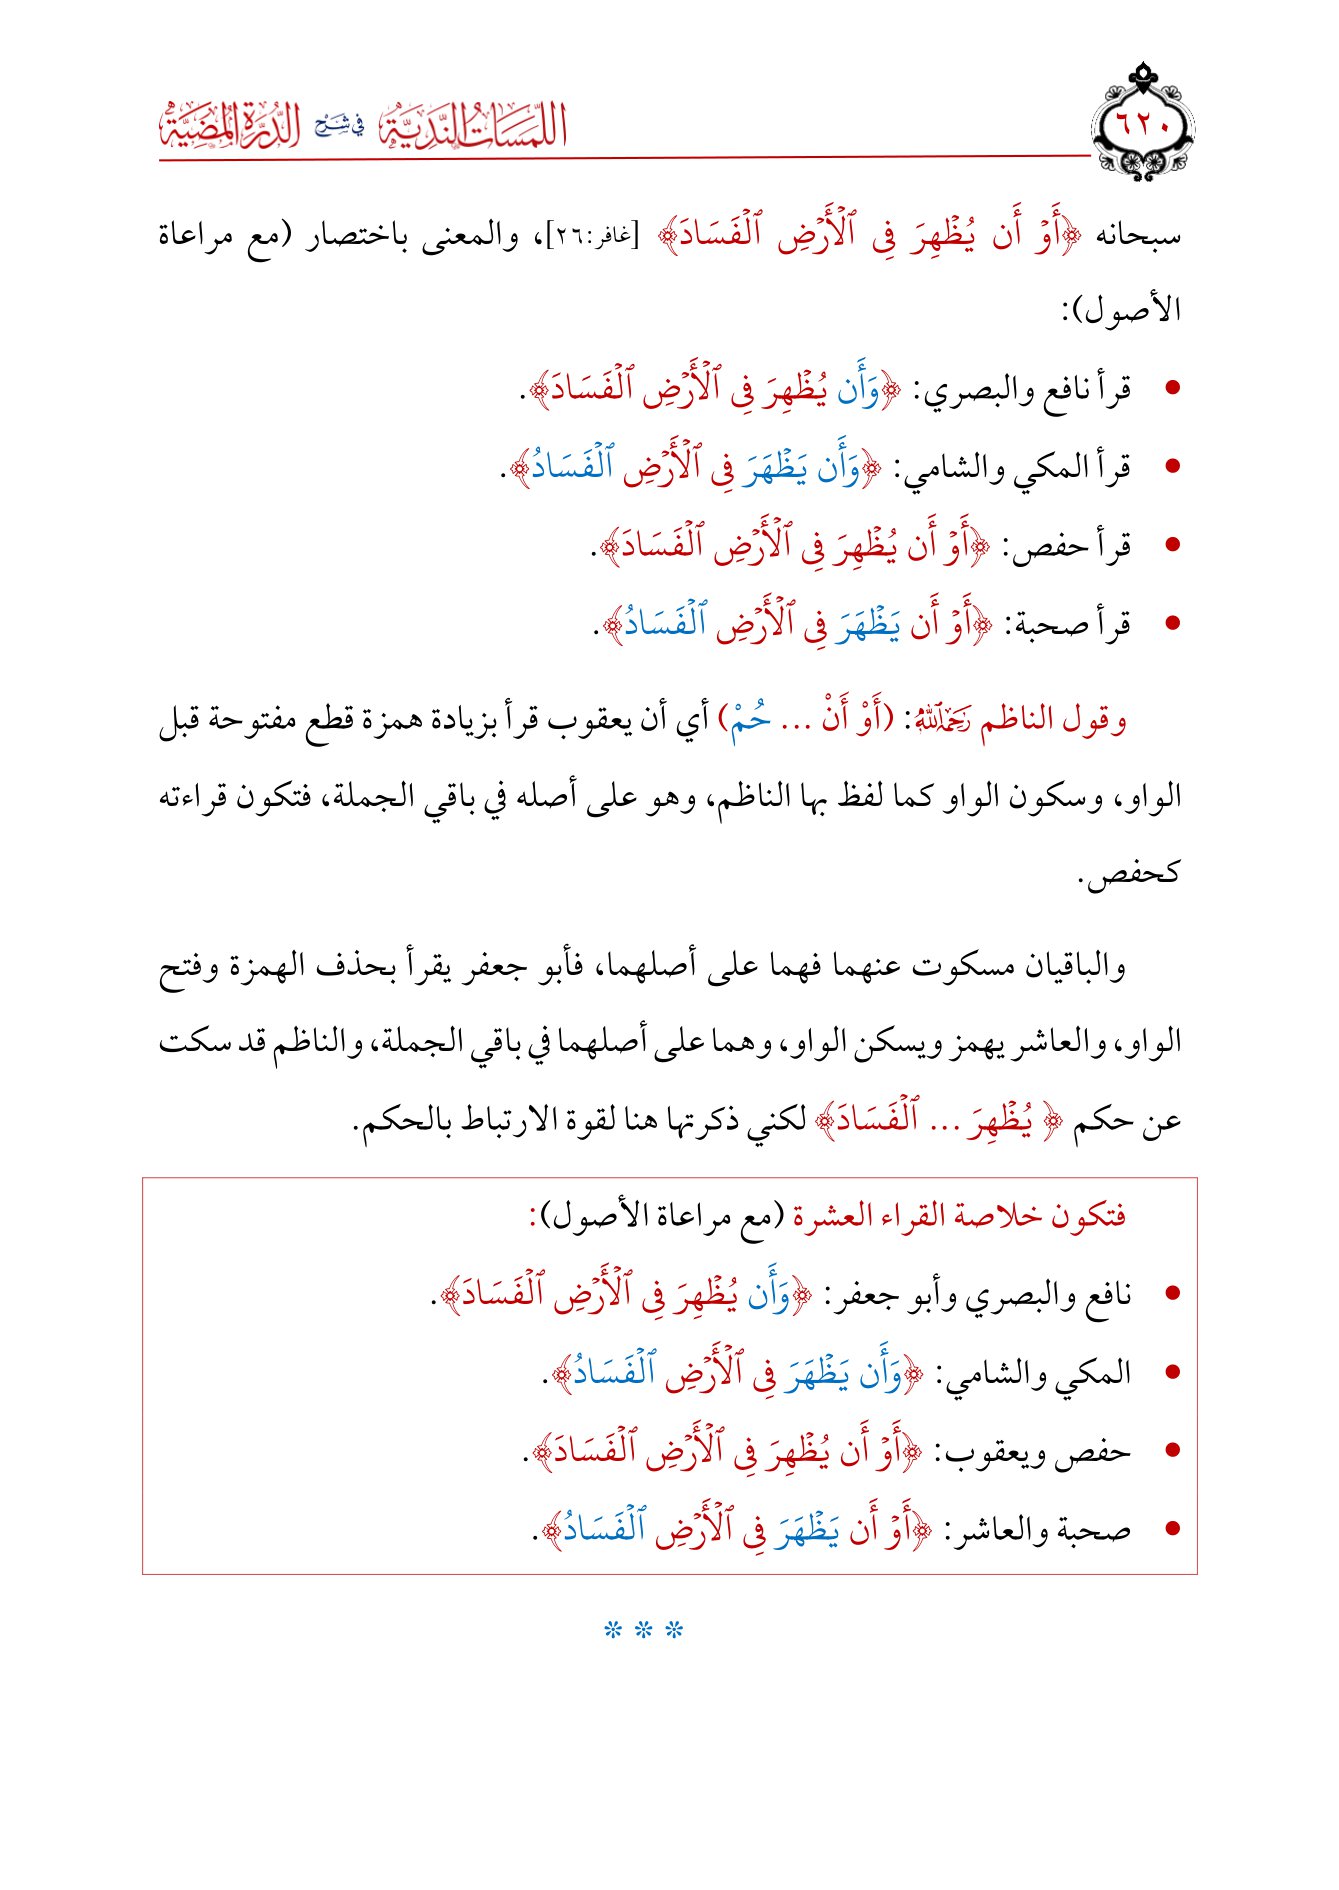 اللمسات الندية في شرح الدرة المضية
٦٢٠
سبحانه ﴿أَوۡ أَن يُظۡهِرَ فِى ٱلۡأَرۡضِ ٱلۡفَسَادَ﴾ [غافر:٢٦]، والمعنى باختصار (مع مراعاة
الأصول):
• قرأ نافع والبصري: ﴿وَأَن يُظۡهِرَ فِى ٱلۡأَرۡضِ ٱلۡفَسَادَ﴾.
• قرأ المكي والشامي: ﴿وَأَن يَظۡهَرَ فِى ٱلۡأَرۡضِ ٱلۡفَسَادُ﴾.
• قرأ حفص: ﴿أَوۡ أَن يُظۡهِرَ فِى ٱلۡأَرۡضِ ٱلۡفَسَادَ﴾.
• قرأ صحبة: ﴿أَوۡ أَن يَظۡهَرَ فِى ٱلۡأَرۡضِ ٱلۡفَسَادُ﴾.
وقول الناظم رحمه الله: (أَوْ أَنْ ... حُمْ) أي أن يعقوب قرأ بزيادة همزة قطع مفتوحة قبل
الواو، وسكون الواو كما لفظ بها الناظم، وهو على أصله في باقي الجملة، فتكون قراءته
كحفص.
والباقيان مسكوت عنهما فهما على أصلهما، فأبو جعفر يقرأ بحذف الهمزة وفتح
الواو، والعاشر يهمز ويسكن الواو، وهما على أصلهما في باقي الجملة، والناظم قد سكت
عن حكم ﴿ يُظۡهِرَ ... ٱلۡفَسَادَ﴾ لكني ذكرتها هنا لقوة الارتباط بالحكم.
فتكون خلاصة القراء العشرة (مع مراعاة الأصول):
• نافع والبصري وأبو جعفر: ﴿وَأَن يُظۡهِرَ فِى ٱلۡأَرۡضِ ٱلۡفَسَادَ﴾.
• المكي والشامي: ﴿وَأَن يَظۡهَرَ فِى ٱلۡأَرۡضِ ٱلۡفَسَادُ﴾.
• حفص ويعقوب: ﴿أَوۡ أَن يُظۡهِرَ فِى ٱلۡأَرۡضِ ٱلۡفَسَادَ﴾.
• صحبة والعاشر: ﴿أَوۡ أَن يَظۡهَرَ فِى ٱلۡأَرۡضِ ٱلۡفَسَادُ﴾.
* * *